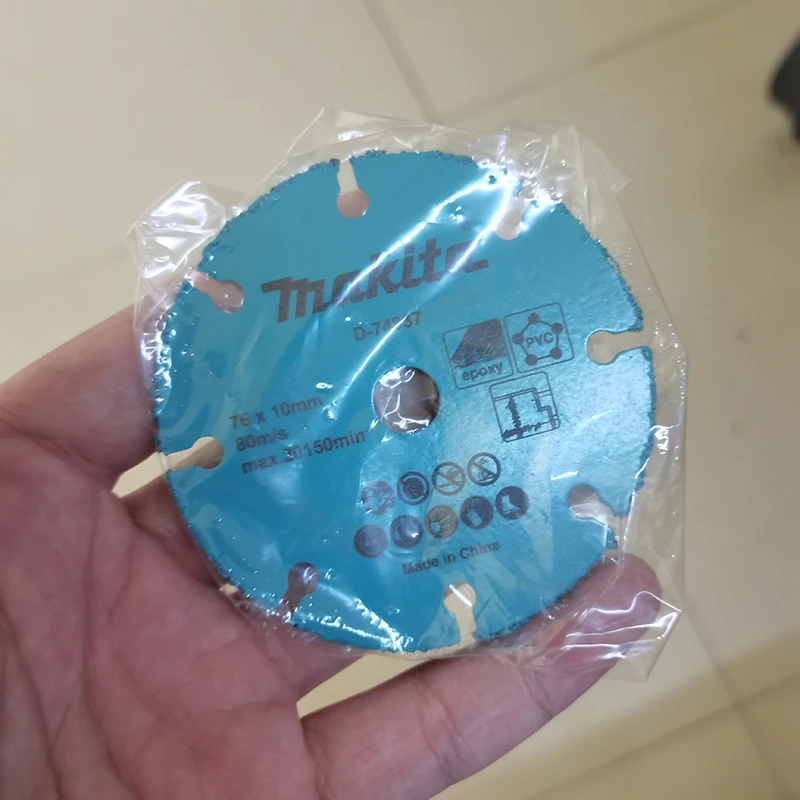 makita
epoxy
PVC
76 x 10mm
80m/s
Made in China